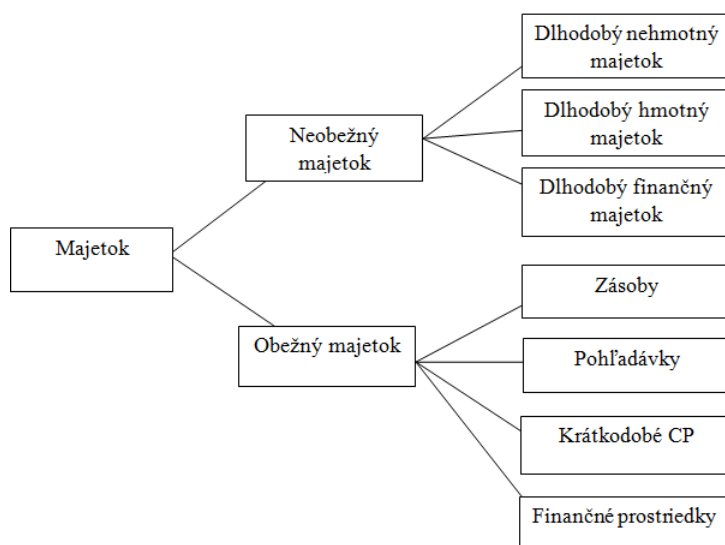 Majetok
Neobežný
majetok
Obežný majetok
Dlhodobý nehmotný
majetok
Dlhodobý hmotný
majetok
Dlhodobý finančný
majetok
Zásoby
Pohľadávky
Krátkodobé CP
Finančné prostriedky